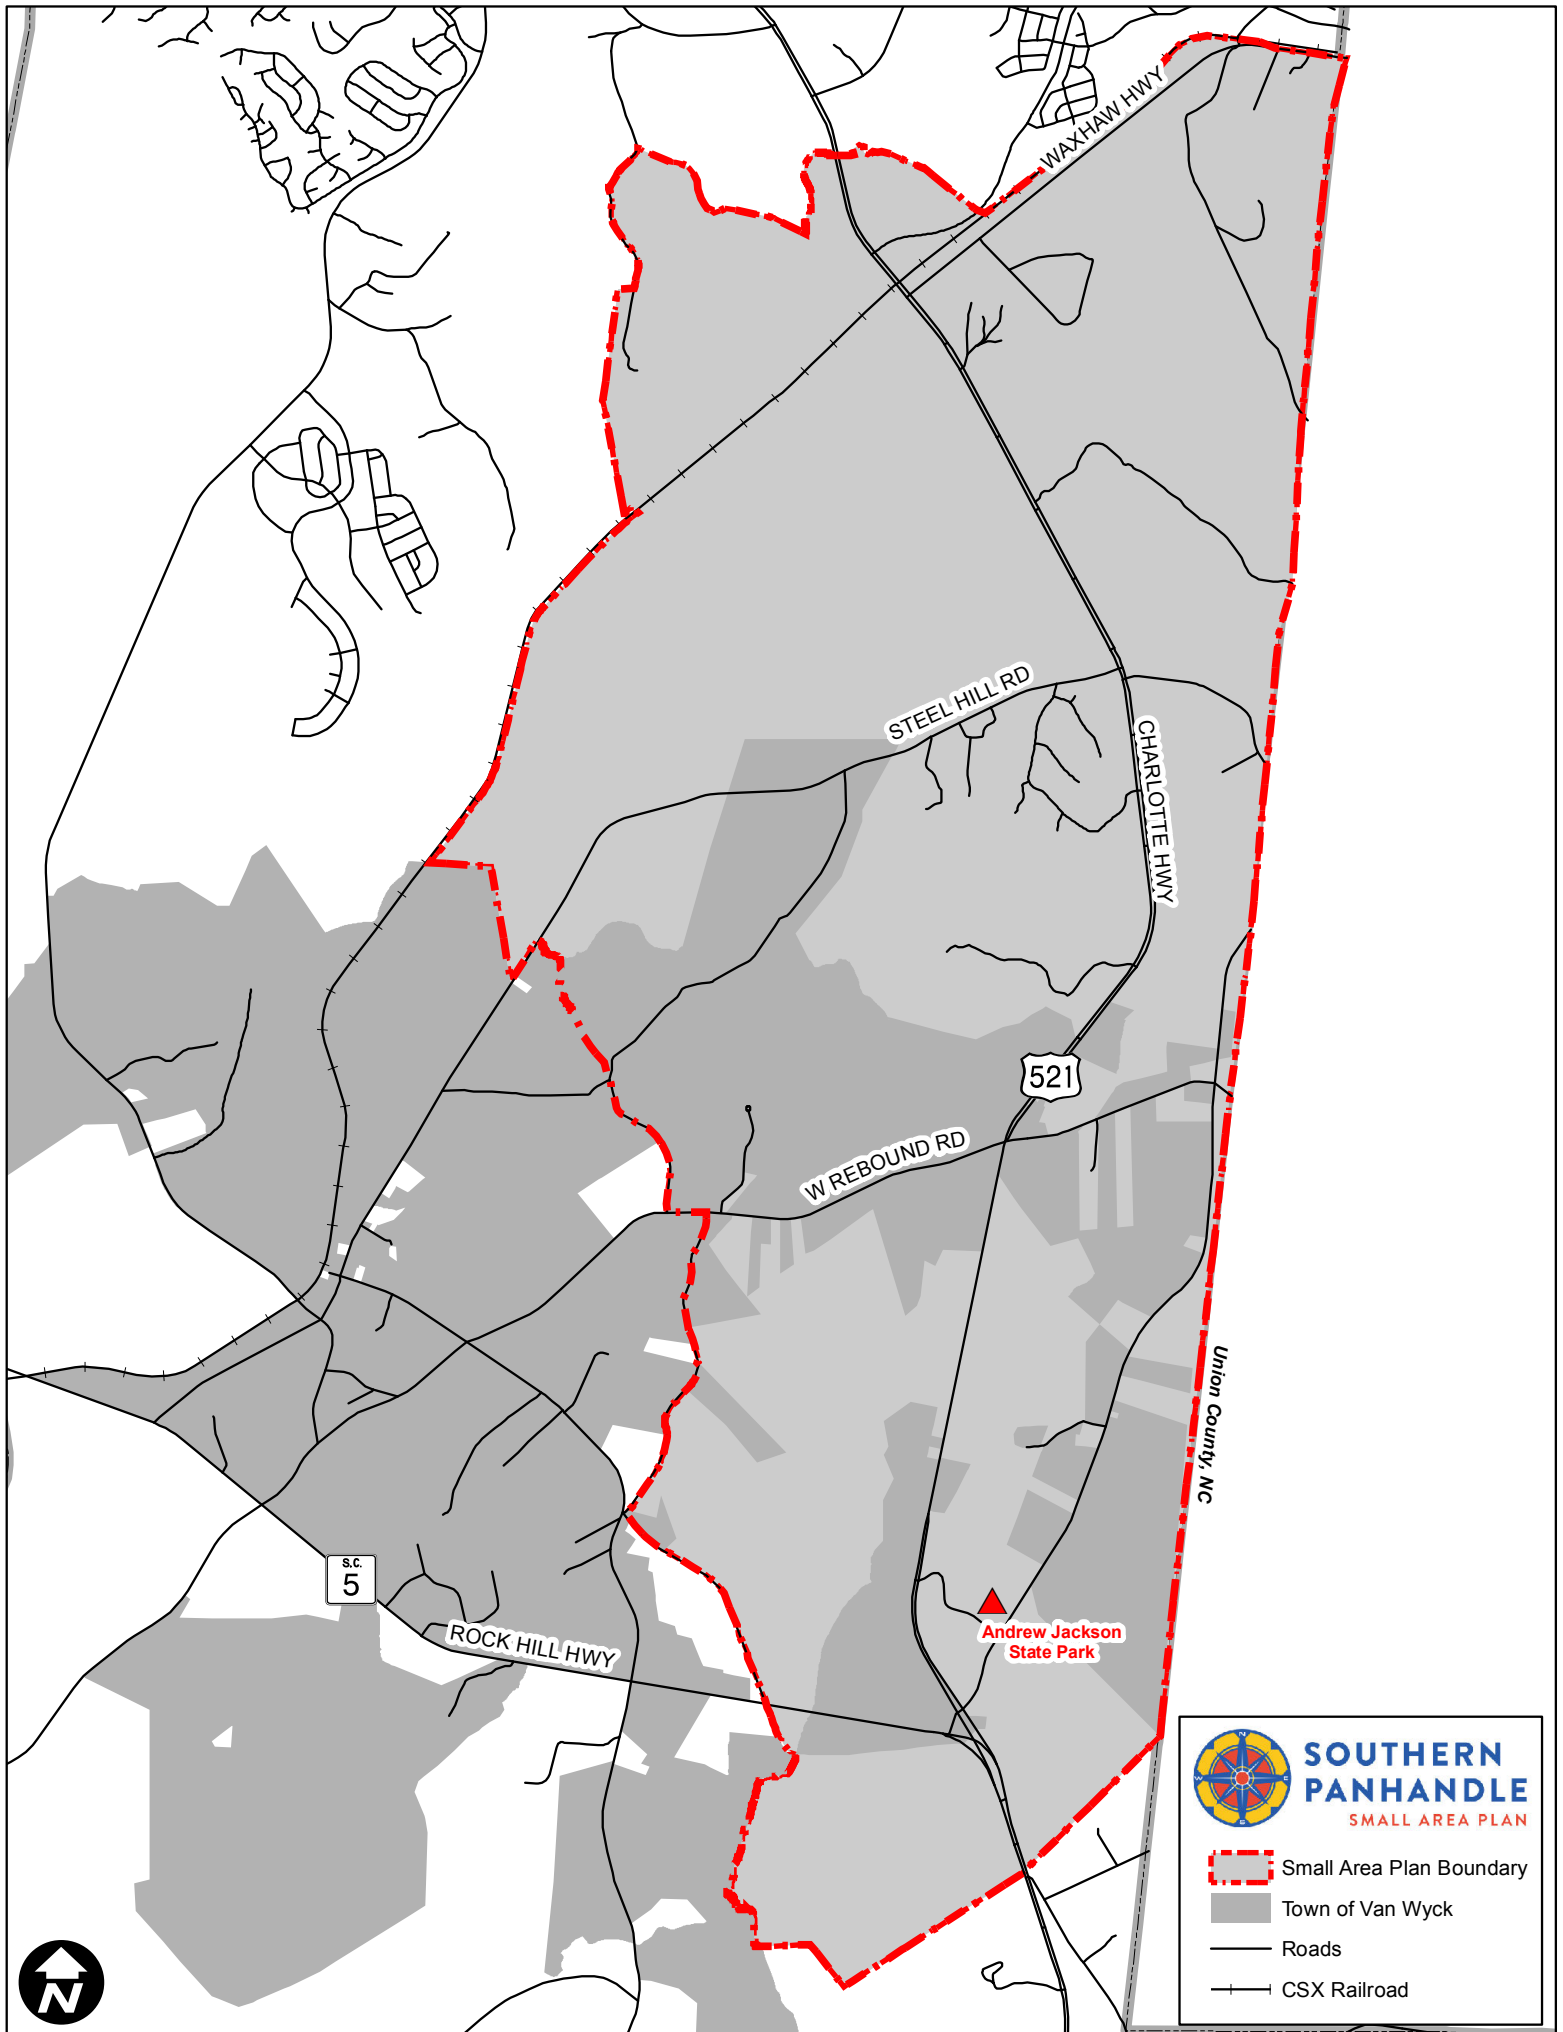 WAXHAW HWY
STEEL HILL RD
CHARLOTTE HWY
521
W REBOUND RD
Union County, NC
S.C.
5
ROCK HILL HWY
Andrew Jackson
State Park
N
W
E
S
SOUTHERN
PANHANDLE
SMALL AREA PLAN
Small Area Plan Boundary
Town of Van Wyck
Roads
CSX Railroad
N